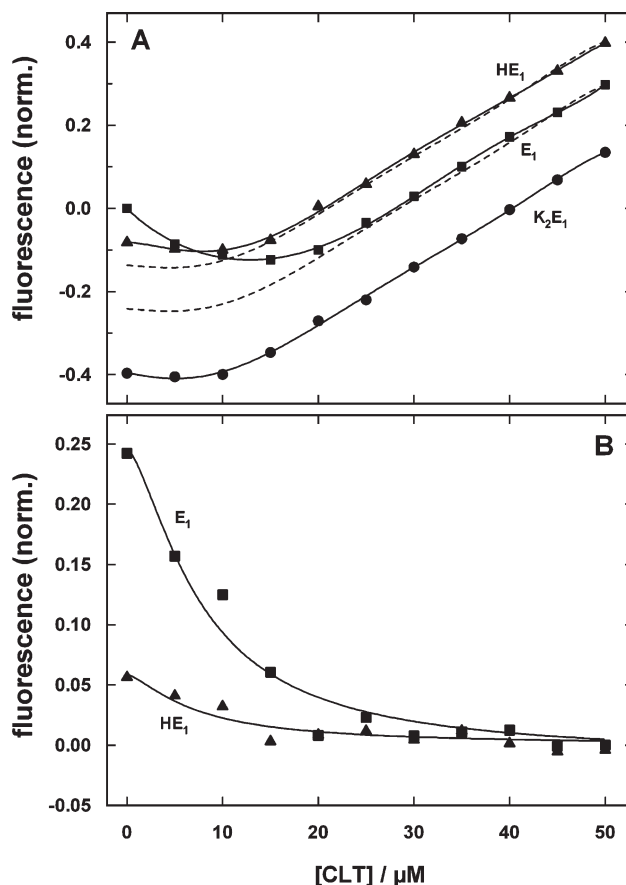 A
0.4
0.2
0.0
-0.2
-0.4
fluorescence (norm.)
HE₁
E₁
K₂E₁
B
0.25
0.20
0.15
0.10
0.05
0.00
-0.05
fluorescence (norm.)
E₁
HE₁
0 10 20 30 40 50
[CLT] / µM